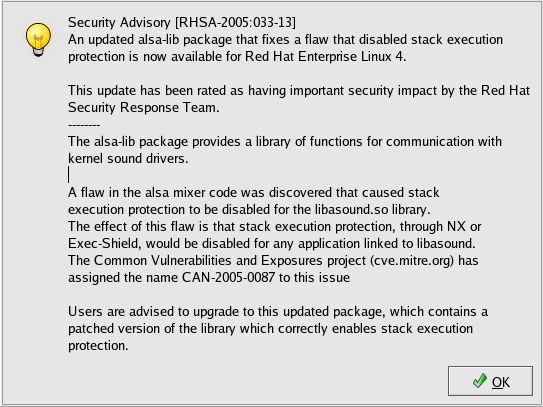 Security Advisory [RHSA-2005:033-13]
An updated alsa-lib package that fixes a flaw that disabled stack execution
protection is now available for Red Hat Enterprise Linux 4.
This update has been rated as having important security impact by the Red Hat
Security Response Team.
--------
The alsa-lib package provides a library of functions for communication with
kernel sound drivers.
A flaw in the alsa mixer code was discovered that caused stack
execution protection to be disabled for the libasound.so library.
The effect of this flaw is that stack execution protection, through NX or
Exec-Shield, would be disabled for any application linked to libasound.
The Common Vulnerabilities and Exposures project (cve.mitre.org) has
assigned the name CAN-2005-0087 to this issue
Users are advised to upgrade to this updated package, which contains a
patched version of the library which correctly enables stack execution
protection.
OK